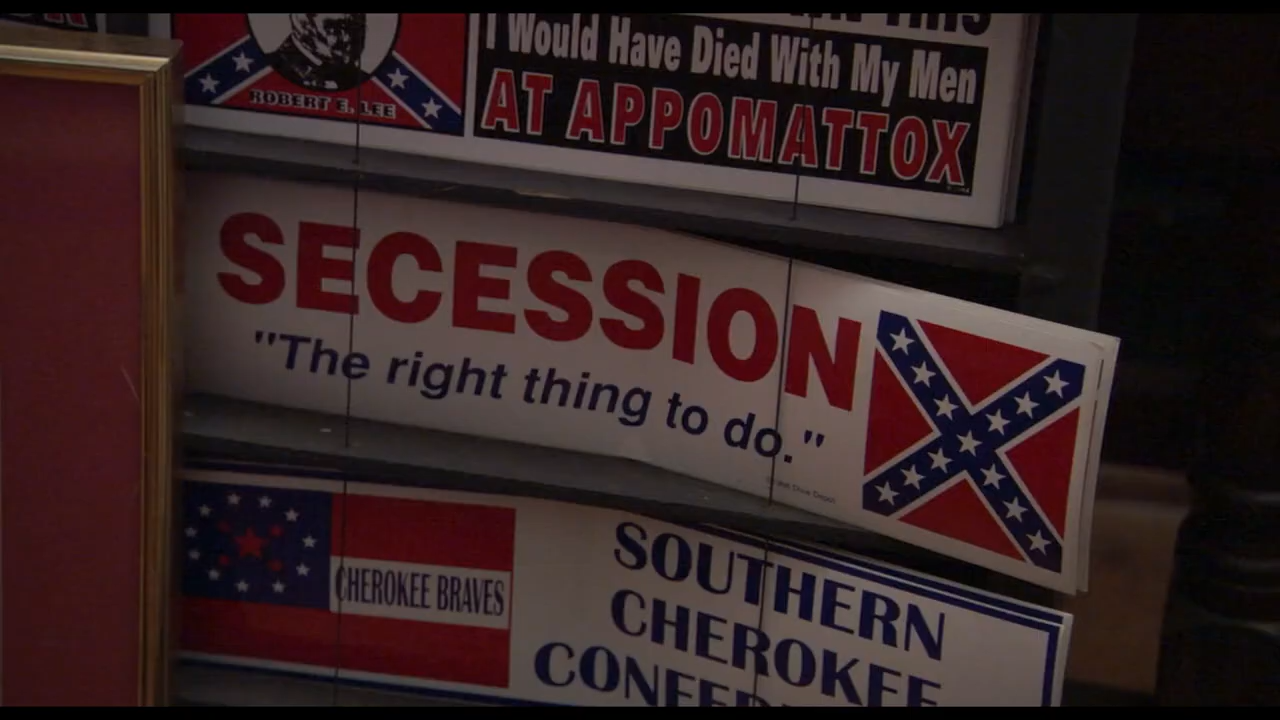 ROBERT E. LEE
I Would Have Died With My Men
AT APPOMATTOX
SECESSION
"The right thing to do."
CHEROKEE BRAVES
SOUTHERN
CHEROKEE